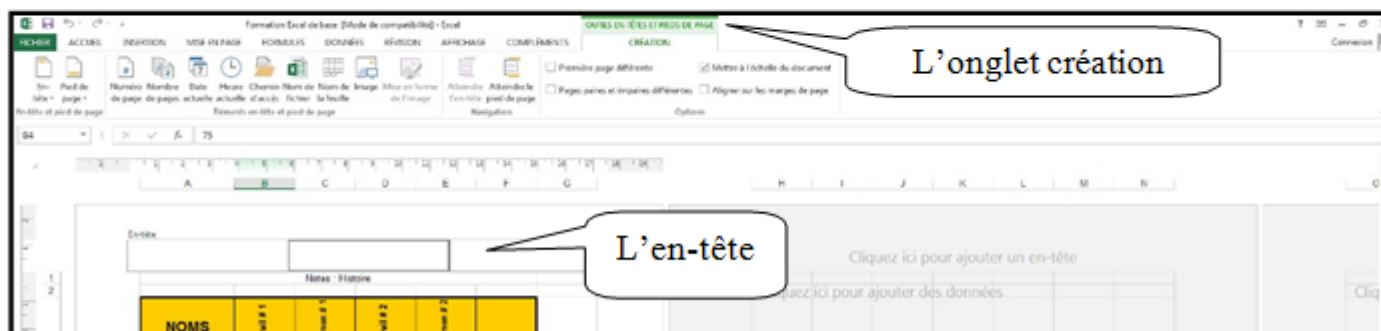 Formation Excel de base [Mode de compatibilité] - Excel
OUTILS EN-TÊTES ET PIEDS DE PAGE
?
FICHIER ACCUEIL INSERTION MISE EN PAGE FORMULES DONNÉES RÉVISION AFFICHAGE COMPLÉMENTS CRÉATION
Connexion
L'onglet création
En-tête Pied de page
Numéro de page Nombre de pages Date actuelle Heure actuelle Chemin d'accès Nom de fichier Nom de la feuille Image Mise en forme de l'image
Atteindre l'en-tête Atteindre le pied de page
Première page différente Mettre à l'échelle du document
Pages paires et impaires différentes Aligner sur les marges de page
En-tête et pied de page Éléments en-tête et pied de page Navigation Options
B4 fx 75
A B C D E F G H I J K L M N
En-tête
L'en-tête
Cliquez ici pour ajouter un en-tête
1 Notes : Histoire
2
ici pour ajouter des données
Cliq
NOMS